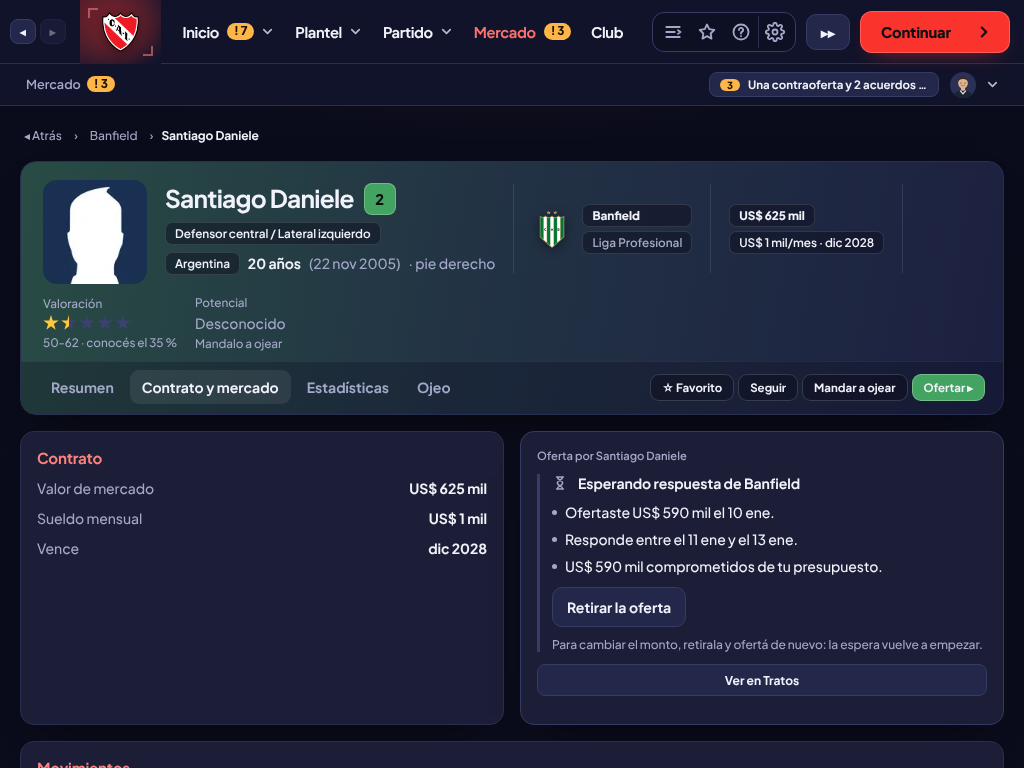 Inicio ! 7 Plantel Partido Mercado ! 3 Club Continuar
Mercado ! 3
3 Una contraoferta y 2 acuerdos ...
◂ Atrás › Banfield › Santiago Daniele
Santiago Daniele 2
Defensor central / Lateral izquierdo
Argentina 20 años (22 nov 2005) · pie derecho
Banfield
Liga Profesional
US$ 625 mil
US$ 1 mil/mes · dic 2028
Valoración
50-62 · conocés el 35 %
Potencial
Desconocido
Mandalo a ojear
Resumen Contrato y mercado Estadísticas Ojeo
☆ Favorito Seguir Mandar a ojear Ofertar ▸
Contrato
Valor de mercado US$ 625 mil
Sueldo mensual US$ 1 mil
Vence dic 2028
Oferta por Santiago Daniele
Esperando respuesta de Banfield
• Ofertaste US$ 590 mil el 10 ene.
• Responde entre el 11 ene y el 13 ene.
• US$ 590 mil comprometidos de tu presupuesto.
Retirar la oferta
Para cambiar el monto, retirala y ofertá de nuevo: la espera vuelve a empezar.
Ver en Tratos
Movimientos